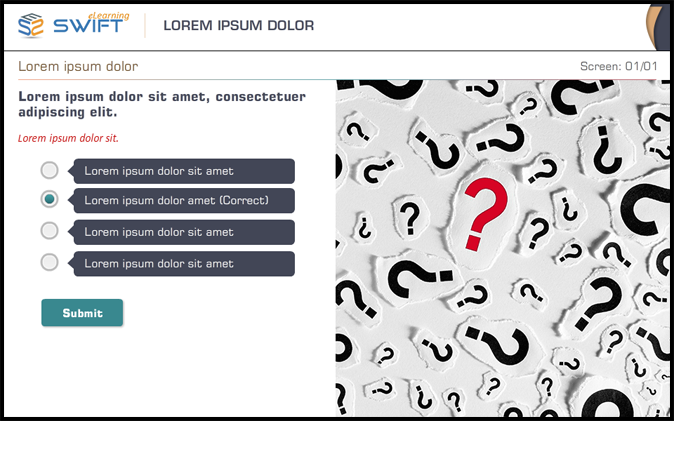 eLearning
SWIFT
LOREM IPSUM DOLOR
Lorem ipsum dolor
Screen: 01/01
Lorem ipsum dolor sit amet, consectetuer
adipiscing elit.
Lorem ipsum dolor sit.
Lorem ipsum dolor sit amet
Lorem ipsum dolor amet (Correct)
Lorem ipsum dolor sit amet
Lorem ipsum dolor sit amet
Submit